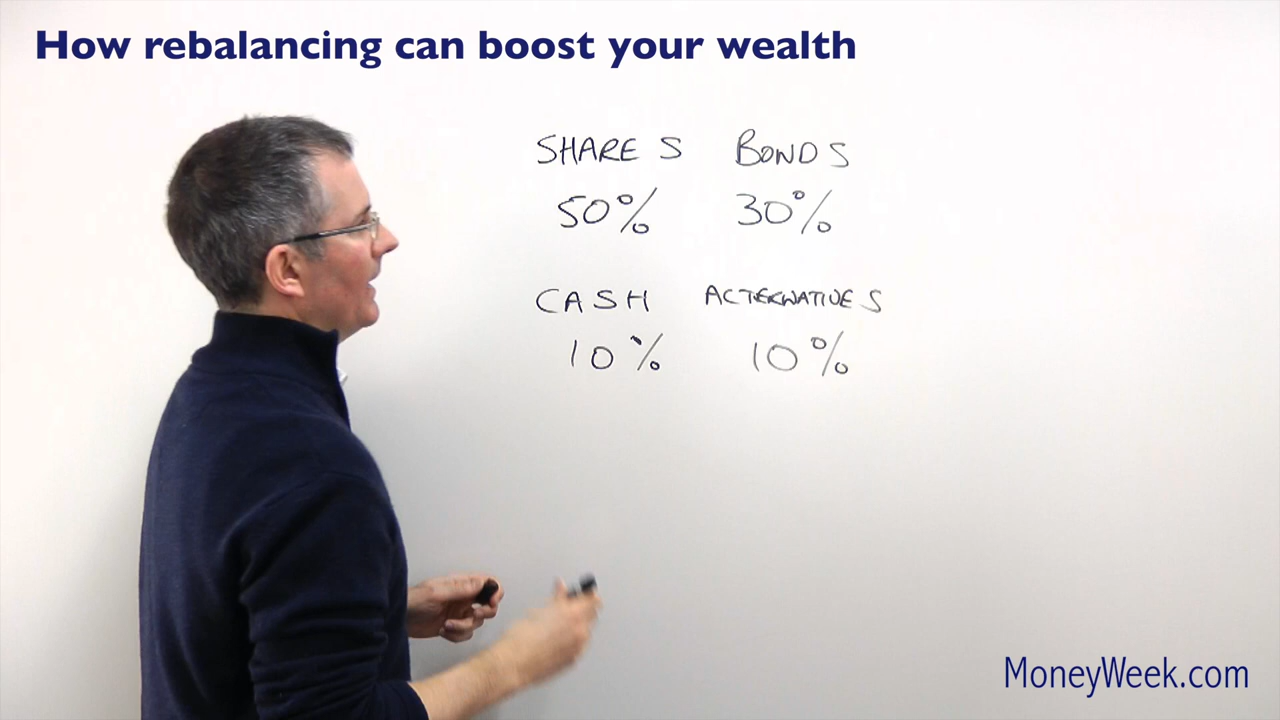 How rebalancing can boost your wealth
SHARES BONDS
50% 30%
CASH ALTERNATIVES
10% 10%
MoneyWeek.com